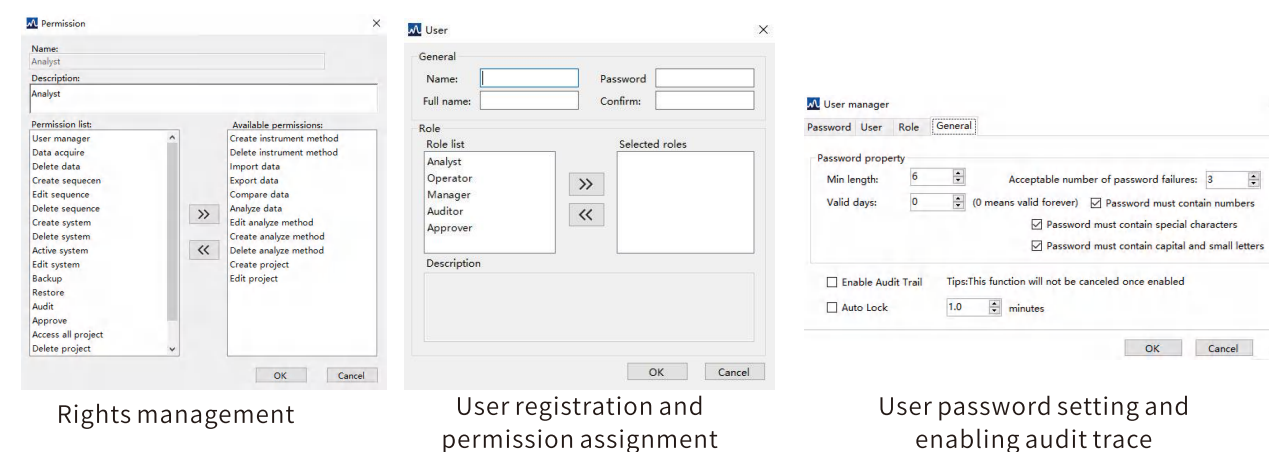 Permission
Name:
Analyst
Description:
Analyst
Permission list:
User manager
Data acquire
Delete data
Create sequecen
Edit sequence
Delete sequence
Create system
Delete system
Active system
Edit system
Backup
Restore
Audit
Approve
Access all project
Delete project
>>
<<
Available permissions:
Create instrument method
Delete instrument method
Import data
Export data
Compare data
Analyze data
Edit analyze method
Create analyze method
Delete analyze method
Create project
Edit project
OK Cancel
Rights management
User
General
Name: Password
Full name: Confirm:
Role
Role list
Analyst
Operator
Manager
Auditor
Approver
>>
<<
Selected roles
Description
OK Cancel
User registration and
permission assignment
User manager
Password User Role General
Password property
Min length: 6 Acceptable number of password failures: 3
Valid days: 0 (0 means valid forever) Password must contain numbers
Password must contain special characters
Password must contain capital and small letters
Enable Audit Trail Tips:This function will not be canceled once enabled
Auto Lock 1.0 minutes
OK Cancel
User password setting and
enabling audit trace